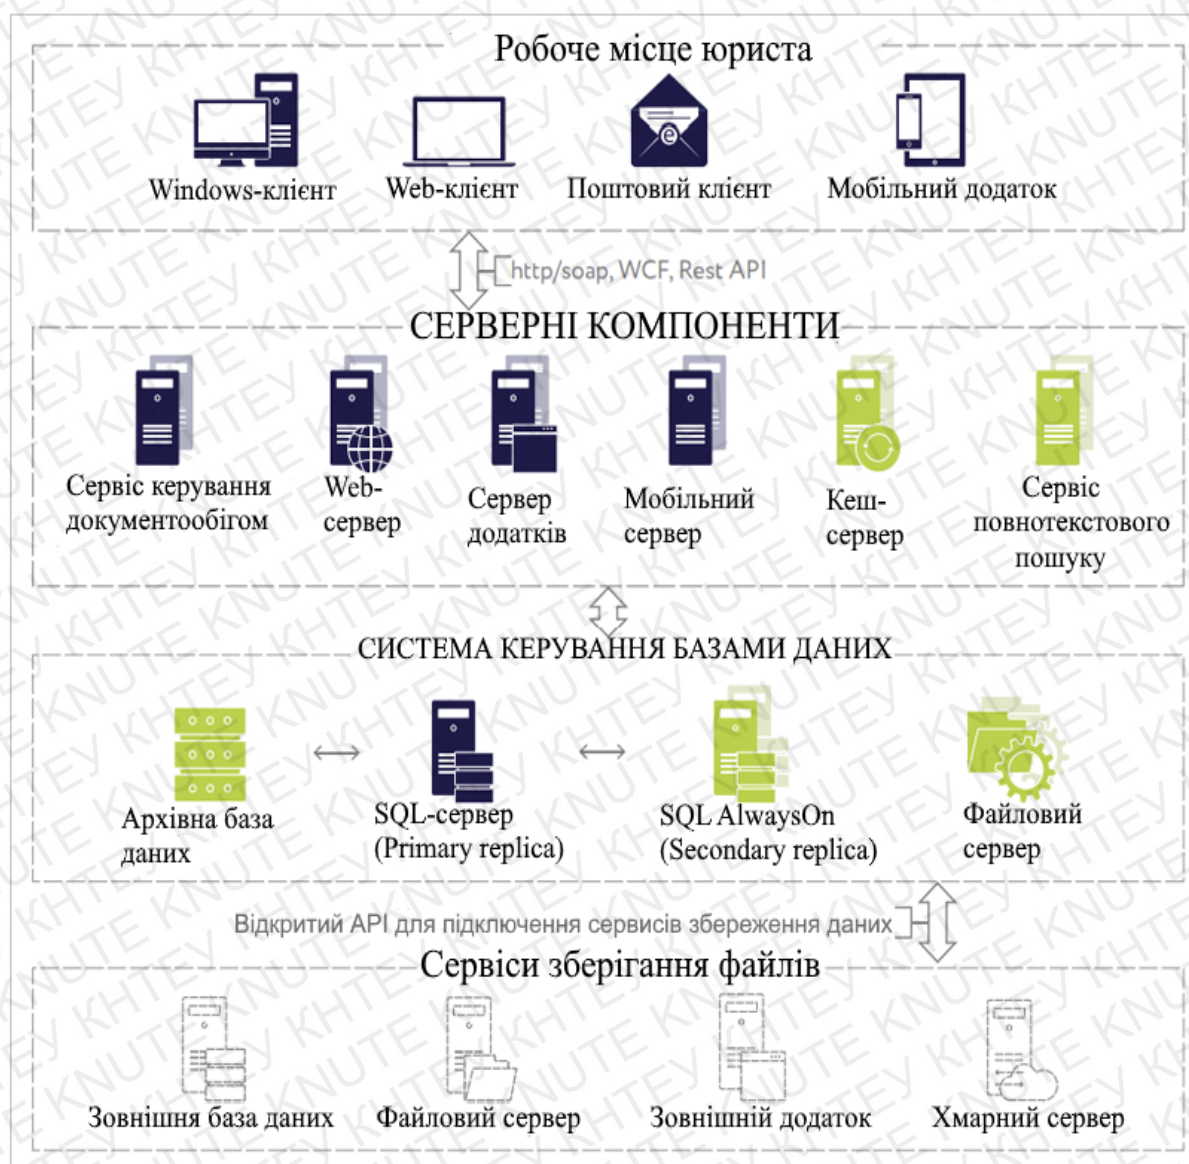 Робоче місце юриста
Windows-клієнт
Web-клієнт
Поштовий клієнт
Мобільний додаток
http/soap, WCF, Rest API
СЕРВЕРНІ КОМПОНЕНТИ
Сервіс керування
документообігом
Web-
сервер
Сервер
додатків
Мобільний
сервер
Кеш-
сервер
Сервіс
повнотекстового
пошуку
СИСТЕМА КЕРУВАННЯ БАЗАМИ ДАНИХ
Архівна база
даних
SQL-сервер
(Primary replica)
SQL AlwaysOn
(Secondary replica)
Файловий
сервер
Відкритий API для підключення сервисів збереження даних
Сервіси зберігання файлів
Зовнішня база даних
Файловий сервер
Зовнішній додаток
Хмарний сервер